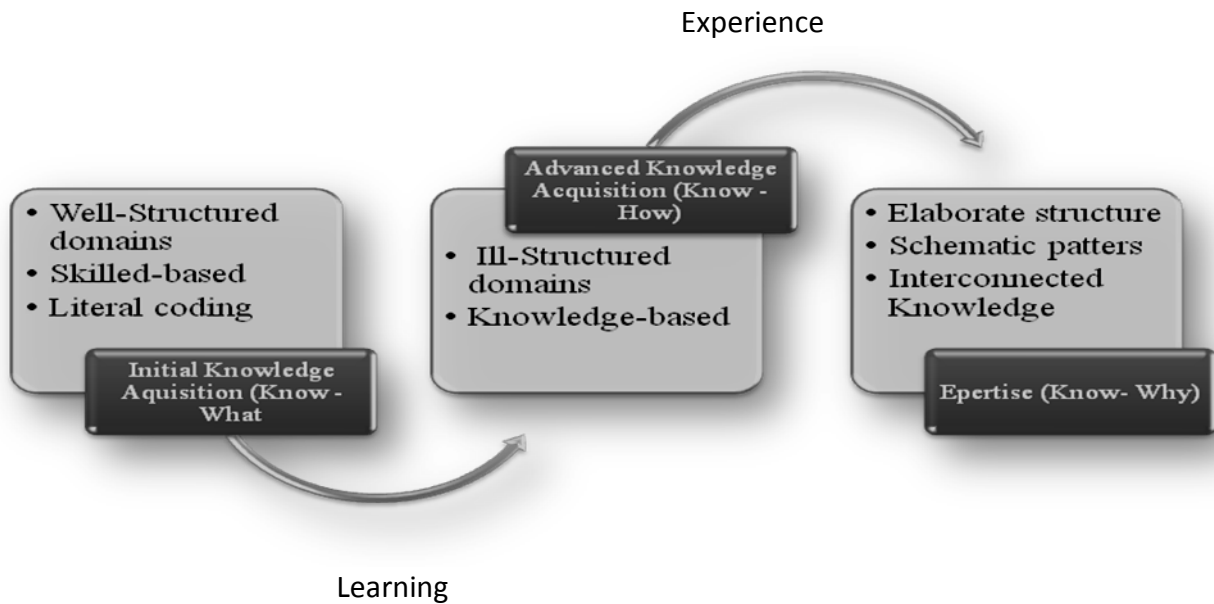 Experience
• Well-Structured
domains
• Skilled-based
• Literal coding
Initial Knowledge
Aquisition (Know -
What
Learning
Advanced Knowledge
Acquisition (Know -
How)
• Ill-Structured
domains
• Knowledge-based
• Elaborate structure
• Schematic patters
• Interconnected
Knowledge
Epertise (Know- Why)